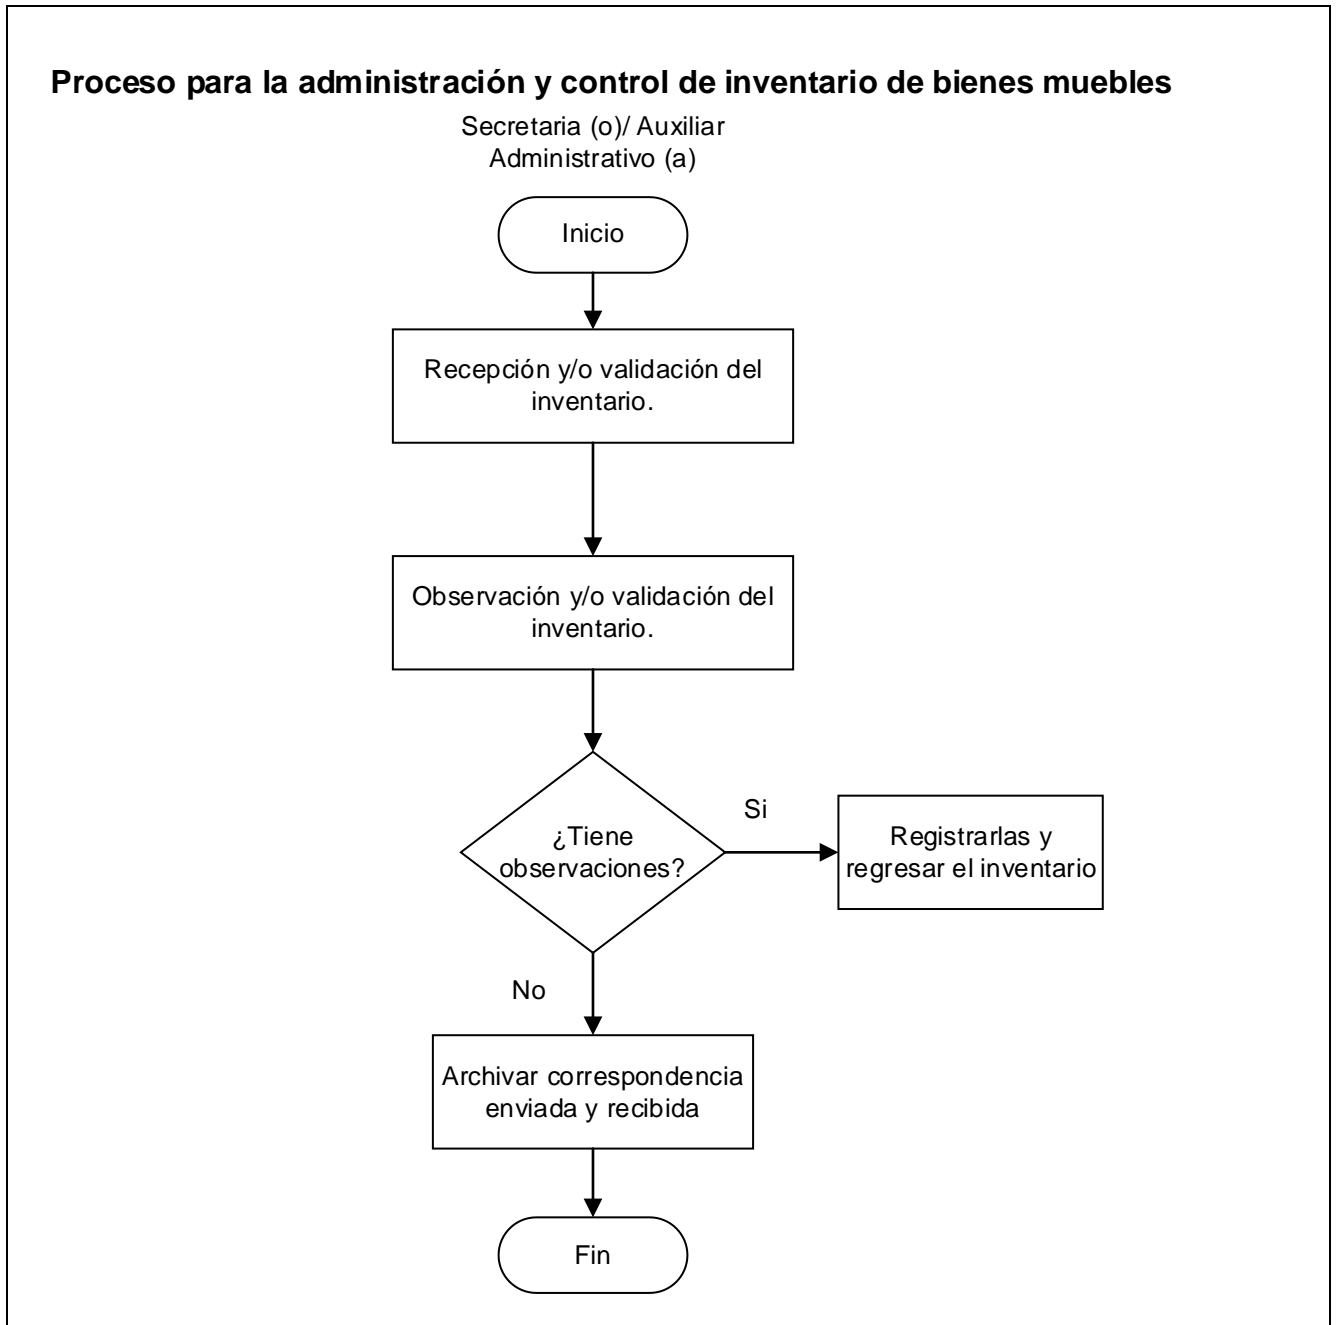 Proceso para la administración y control de inventario de bienes muebles
Secretaria (o)/ Auxiliar
Administrativo (a)
Inicio
Recepción y/o validación del
inventario.
Observación y/o validación del
inventario.
¿Tiene
observaciones?
Si
Registrarlas y
regresar el inventario
No
Archivar correspondencia
enviada y recibida
Fin